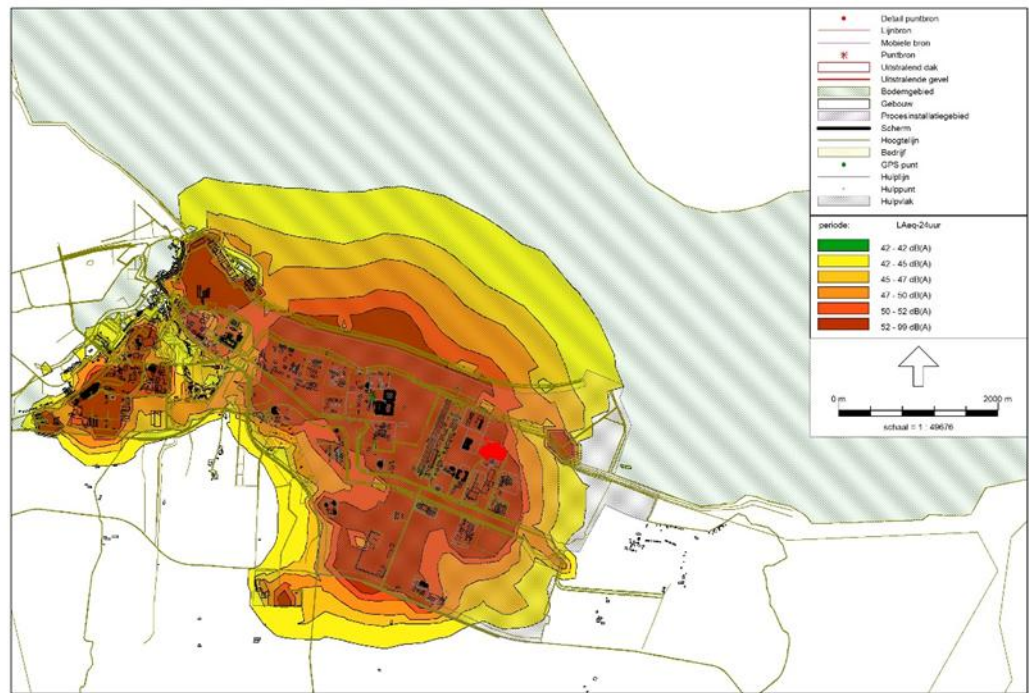 Detail puntbron
Lijnbron
Mobiele bron
Puntbron
Uitstralend dak
Uitstralende gevel
Bodemgebied
Gebouw
Procesinstallatiegebied
Scherm
Hoogtelijn
Bedrijf
GPS punt
Hulplijn
Hulppunt
Hulpvlak
periode: LAeq-24uur
42 - 42 dB(A)
42 - 45 dB(A)
45 - 47 dB(A)
47 - 50 dB(A)
50 - 52 dB(A)
52 - 99 dB(A)
0 m 2000 m
schaal = 1 : 49676